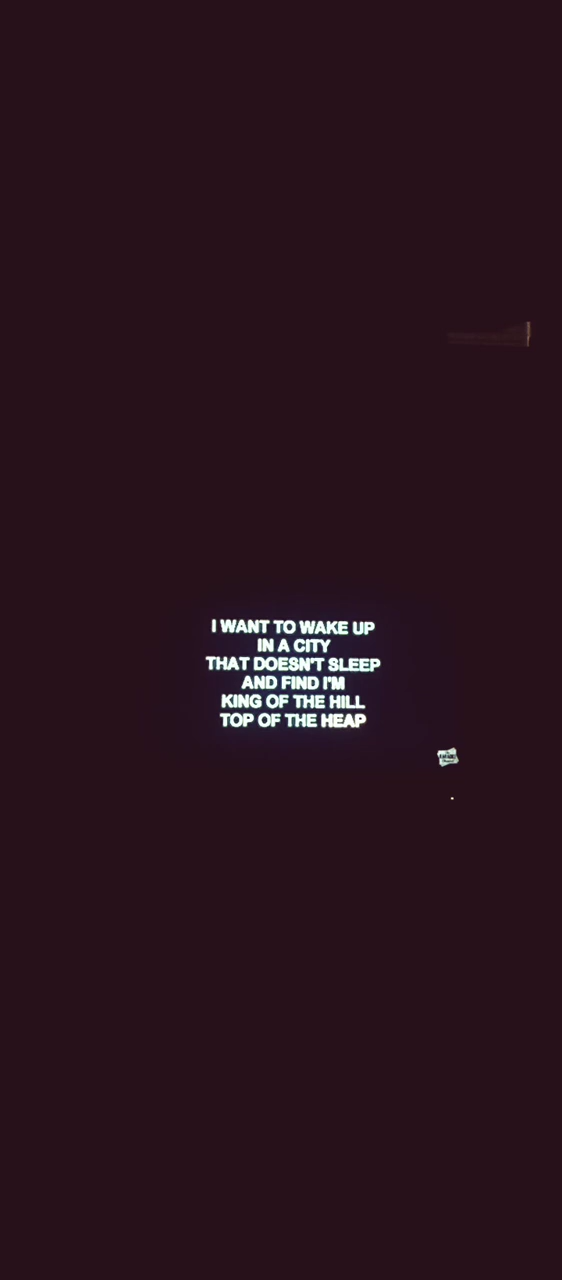 I WANT TO WAKE UP
IN A CITY
THAT DOESN'T SLEEP
AND FIND I'M
KING OF THE HILL
TOP OF THE HEAP